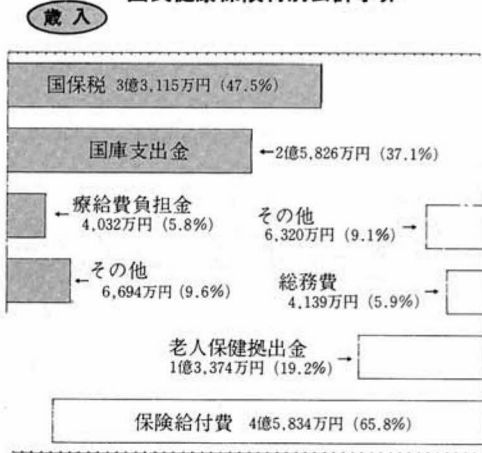 歳入
国保税 3億3,115万円 (47.5%)
国庫支出金
←2億5,826万円 (37.1%)
←療給費負担金
4,032万円 (5.8%)
その他
6,320万円 (9.1%)→
←その他
6,694万円 (9.6%)
総務費
4,139万円 (5.9%)→
老人保健拠出金
1億3,374万円 (19.2%)→
保険給付費 4億5,834万円 (65.8%)